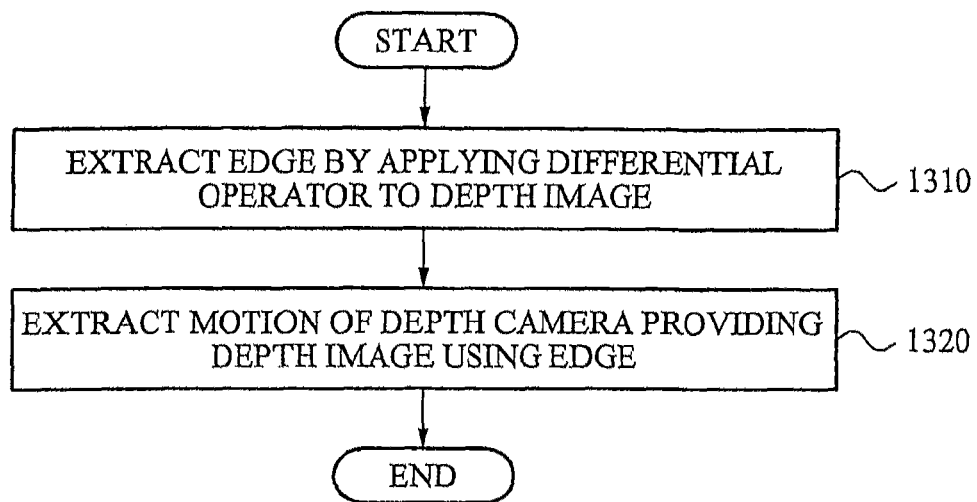 START
EXTRACT EDGE BY APPLYING DIFFERENTIAL
OPERATOR TO DEPTH IMAGE
1310
EXTRACT MOTION OF DEPTH CAMERA PROVIDING
DEPTH IMAGE USING EDGE
1320
END